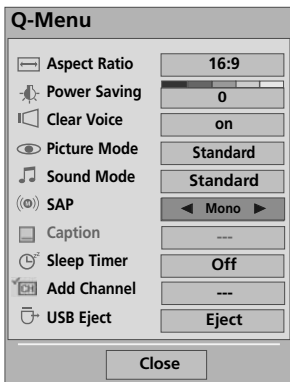 Q-Menu
Aspect Ratio 16:9
Power Saving 0
Clear Voice on
Picture Mode Standard
Sound Mode Standard
SAP ◀ Mono ▶
Caption ---
Sleep Timer Off
Add Channel ---
USB Eject Eject
Close